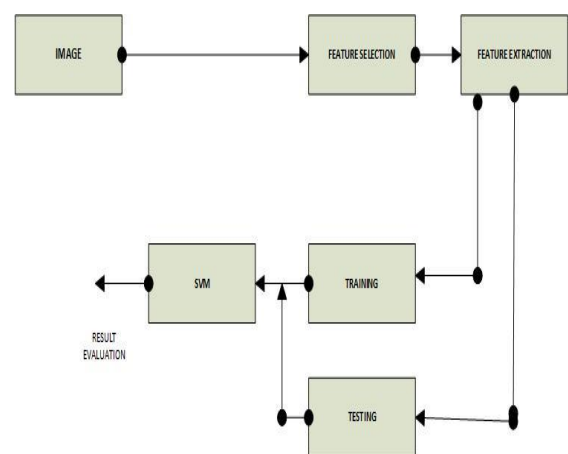 IMAGE
FEATURE SELECTION
FEATURE EXTRACTION
SVM
TRAINING
RESULT
EVALUATION
TESTING